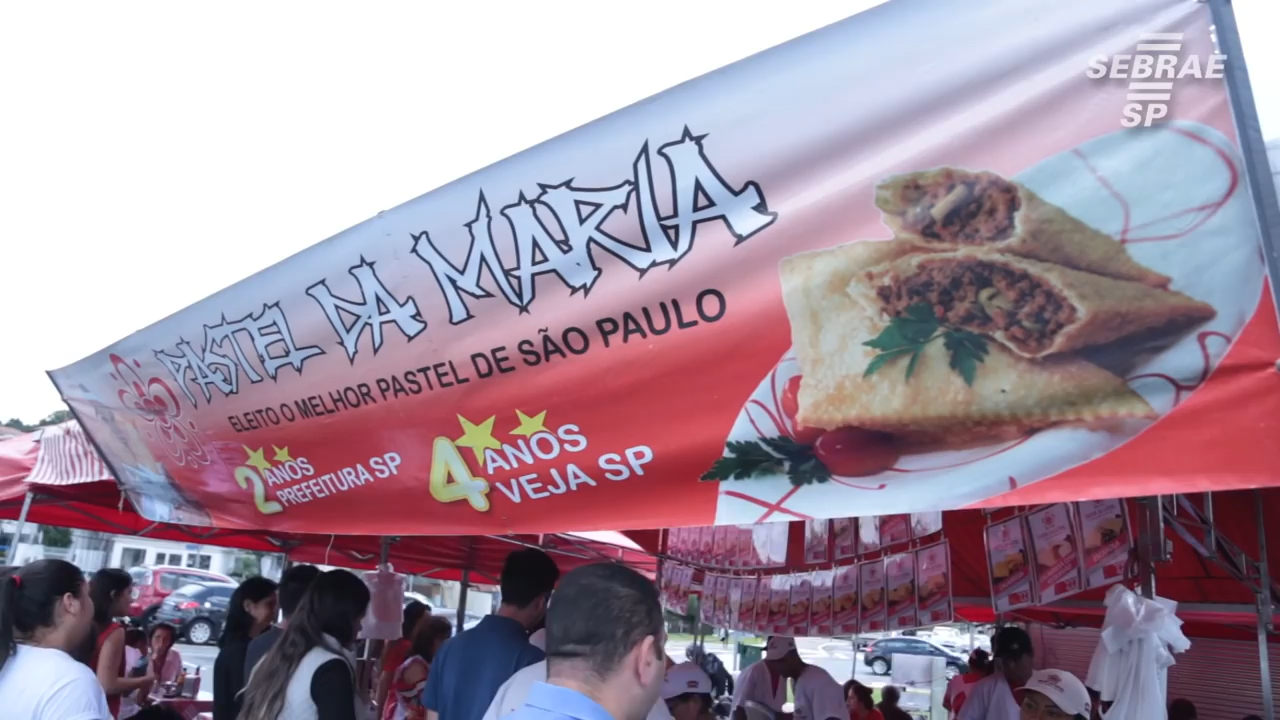 SEBRAE
SP
PASTEL DA MARIA
ELEITO O MELHOR PASTEL DE SÃO PAULO
2 ANOS
PREFEITURA SP
4 ANOS
VEJA SP